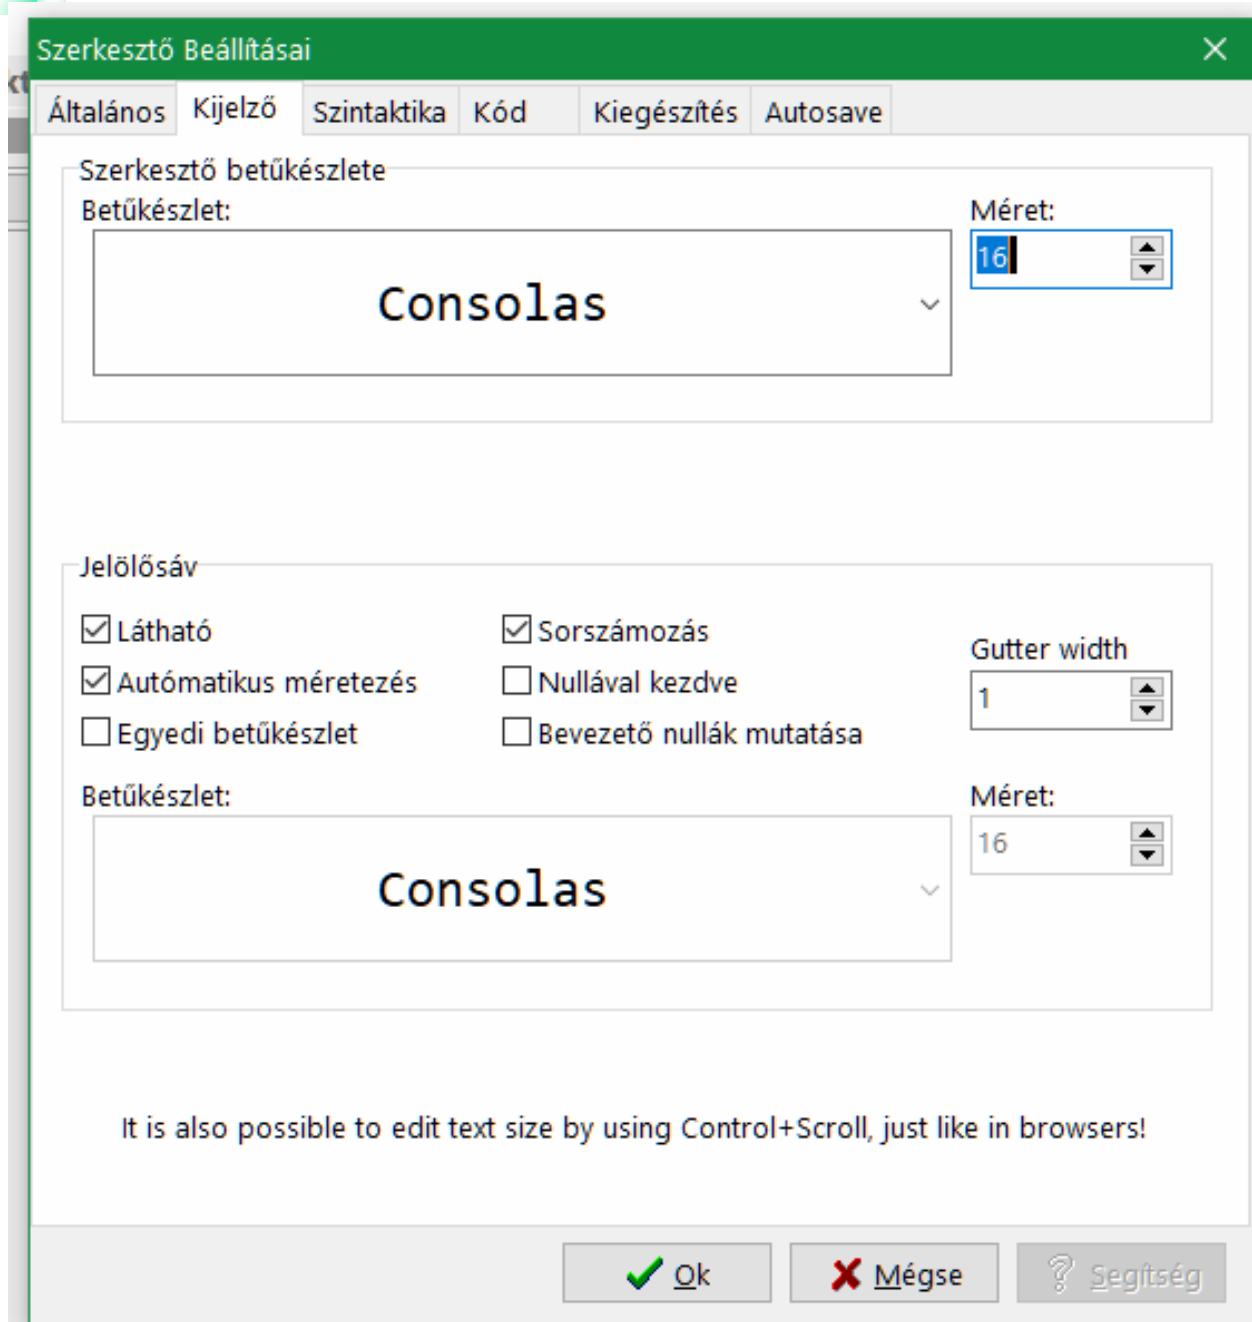 Szerkesztő Beállításai
kt
Általános Kijelző Szintaktika Kód Kiegészítés Autosave
Szerkesztő betűkészlete
Betűkészlet: Méret:
Consolas 16
Jelölősáv
Látható Sorszámozás
Gutter width
Autómatikus méretezés Nullával kezdve
1
Egyedi betűkészlet Bevezető nullák mutatása
Betűkészlet: Méret:
Consolas 16
It is also possible to edit text size by using Control+Scroll, just like in browsers!
Ok Mégse Segítség